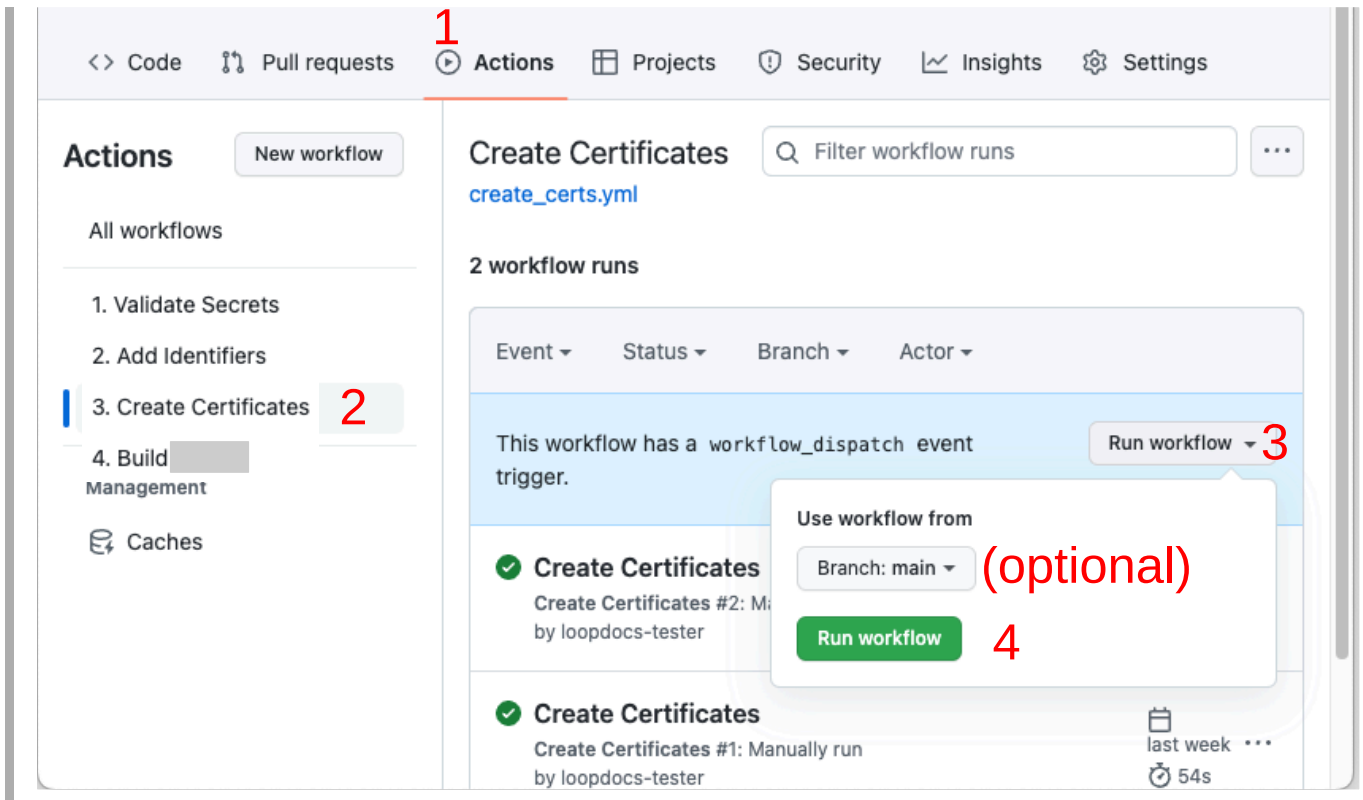 1
Code Pull requests Actions Projects Security Insights Settings
Actions New workflow
All workflows
1. Validate Secrets
2. Add Identifiers
3. Create Certificates 2
4. Build
Management
Caches
Create Certificates Filter workflow runs ...
create_certs.yml
2 workflow runs
Event Status Branch Actor
This workflow has a workflow_dispatch event
trigger.
Run workflow 3
Use workflow from
Branch: main (optional)
Run workflow 4
Create Certificates
Create Certificates #2: Ma
by loopdocs-tester
Create Certificates
Create Certificates #1: Manually run
by loopdocs-tester
last week ...
54s